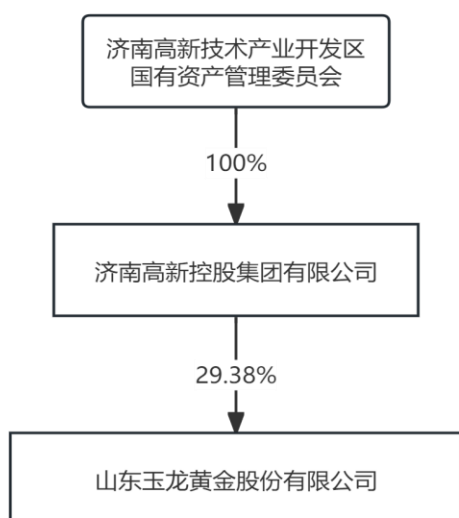 济南高新技术产业开发区
国有资产管理委员会
100%
济南高新控股集团有限公司
29.38%
山东玉龙黄金股份有限公司